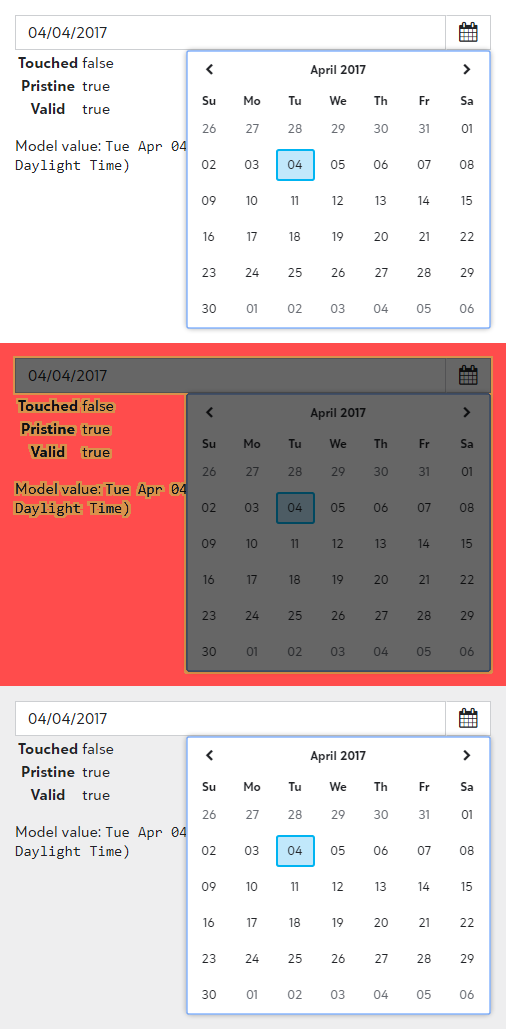 04/04/2017
Touched false
Pristine true
Valid true
Model value: Tue Apr 04
Daylight Time)
April 2017
Su Mo Tu We Th Fr Sa
26 27 28 29 30 31 01
02 03 04 05 06 07 08
09 10 11 12 13 14 15
16 17 18 19 20 21 22
23 24 25 26 27 28 29
30 01 02 03 04 05 06
04/04/2017
Touched false
Pristine true
Valid true
Model value: Tue Apr 04
Daylight Time)
April 2017
Su Mo Tu We Th Fr Sa
26 27 28 29 30 31 01
02 03 04 05 06 07 08
09 10 11 12 13 14 15
16 17 18 19 20 21 22
23 24 25 26 27 28 29
30 01 02 03 04 05 06
04/04/2017
Touched false
Pristine true
Valid true
Model value: Tue Apr 04
Daylight Time)
April 2017
Su Mo Tu We Th Fr Sa
26 27 28 29 30 31 01
02 03 04 05 06 07 08
09 10 11 12 13 14 15
16 17 18 19 20 21 22
23 24 25 26 27 28 29
30 01 02 03 04 05 06